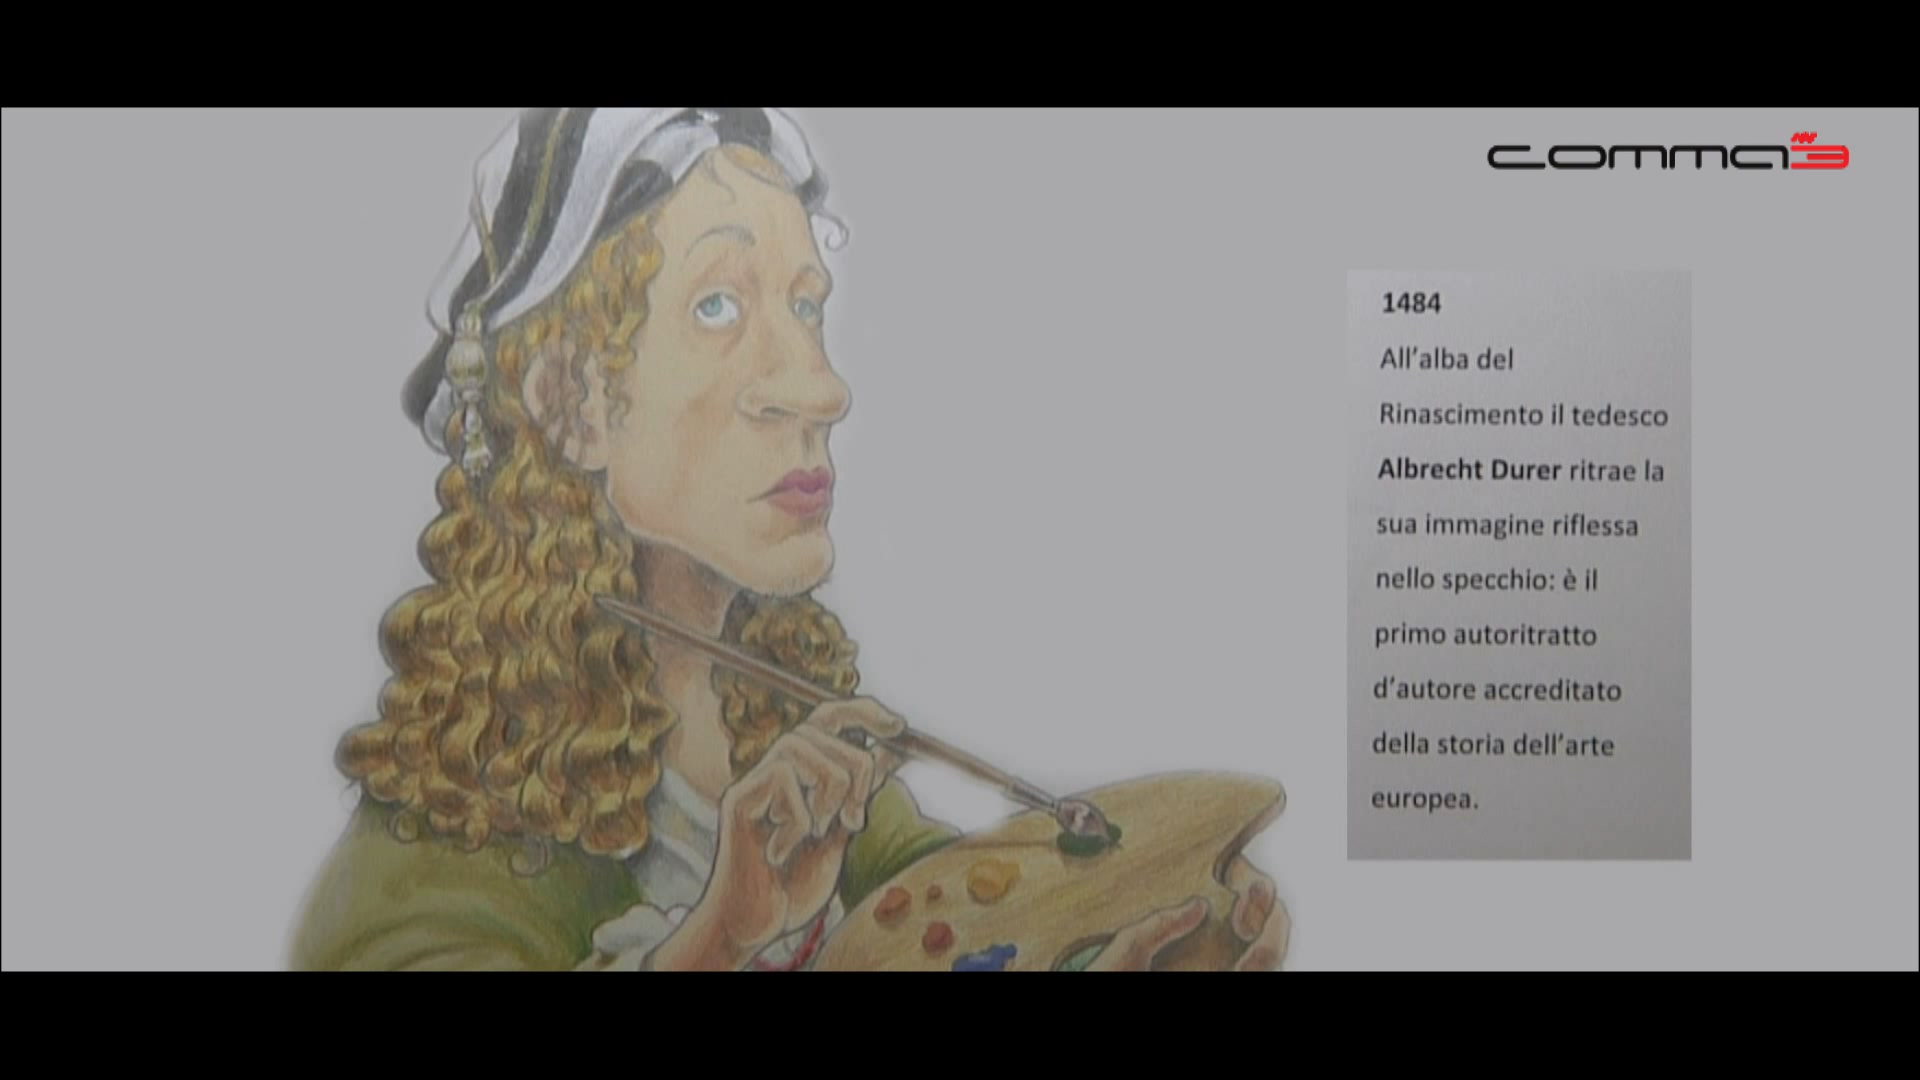 comma3
1484
All'alba del
Rinascimento il tedesco
Albrecht Durer ritrae la
sua immagine riflessa
nello specchio: è il
primo autoritratto
d'autore accreditato
della storia dell'arte
europea.